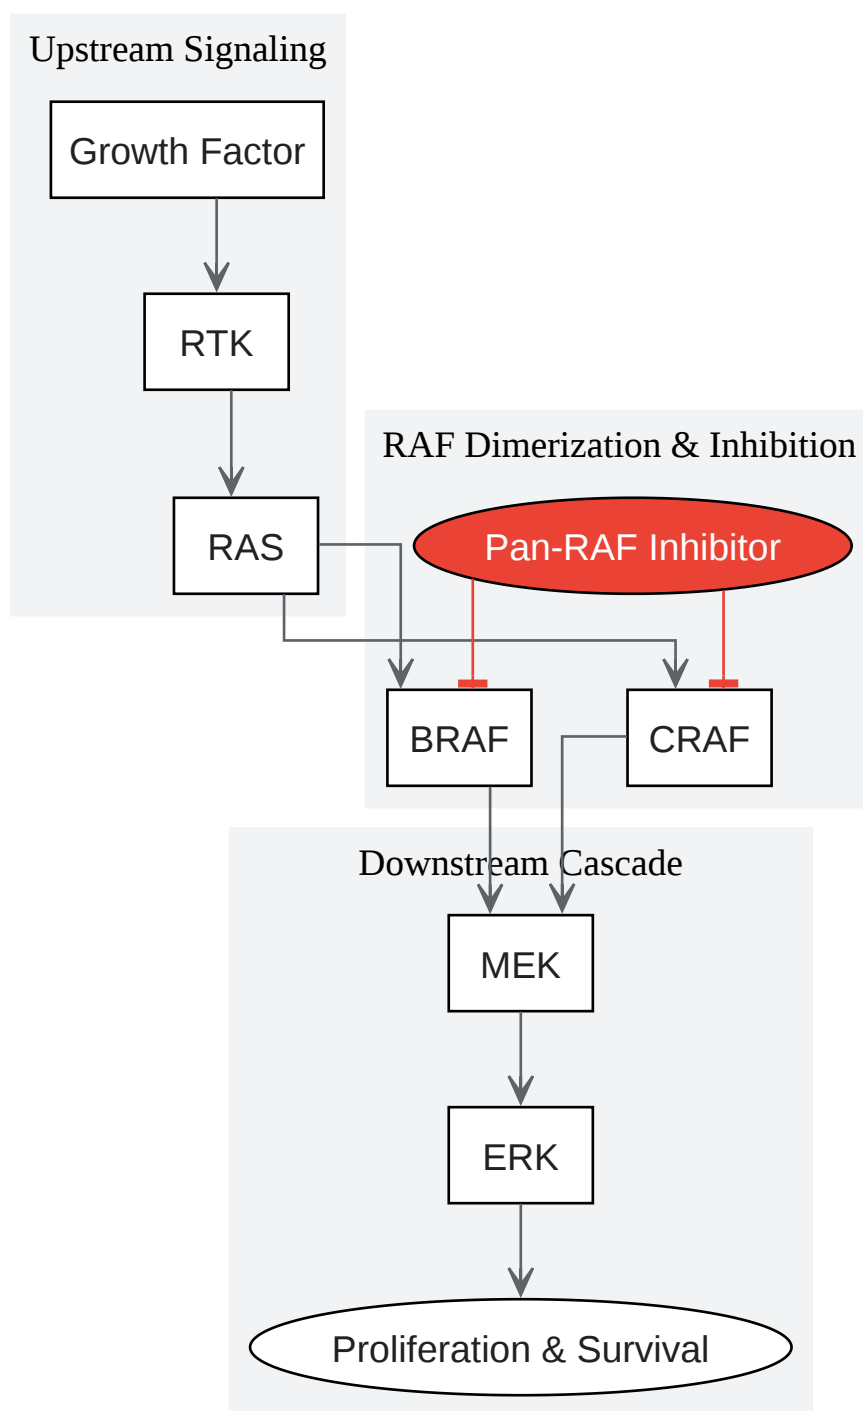 Upstream Signaling
Growth Factor
RTK
RAS
RAF Dimerization & Inhibition
Pan-RAF Inhibitor
BRAF
CRAF
Downstream Cascade
MEK
ERK
Proliferation & Survival